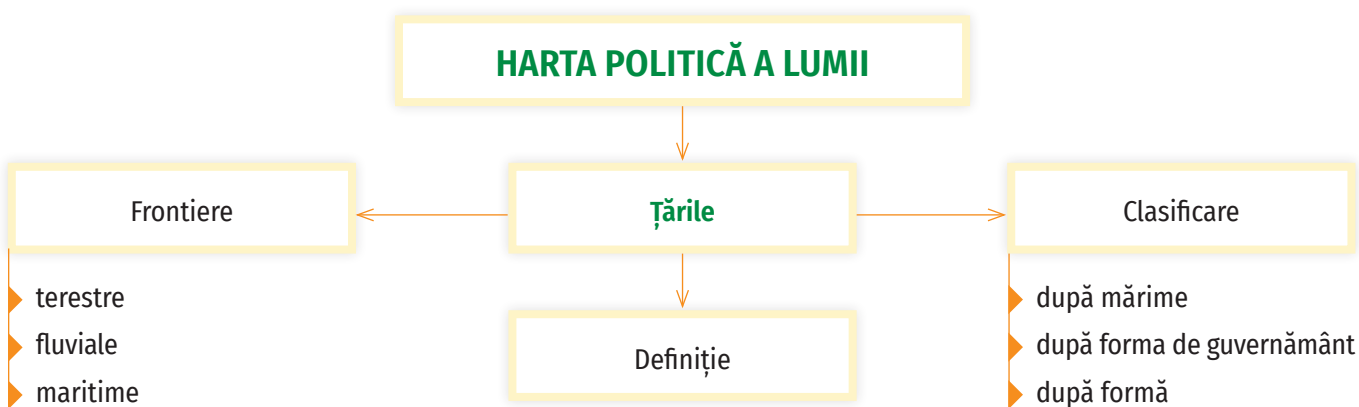 HARTA POLITICĂ A LUMII
Frontiere
Țările
Clasificare
terestre
fluviale
maritime
Definiție
după mărime
după forma de guvernământ
după formă